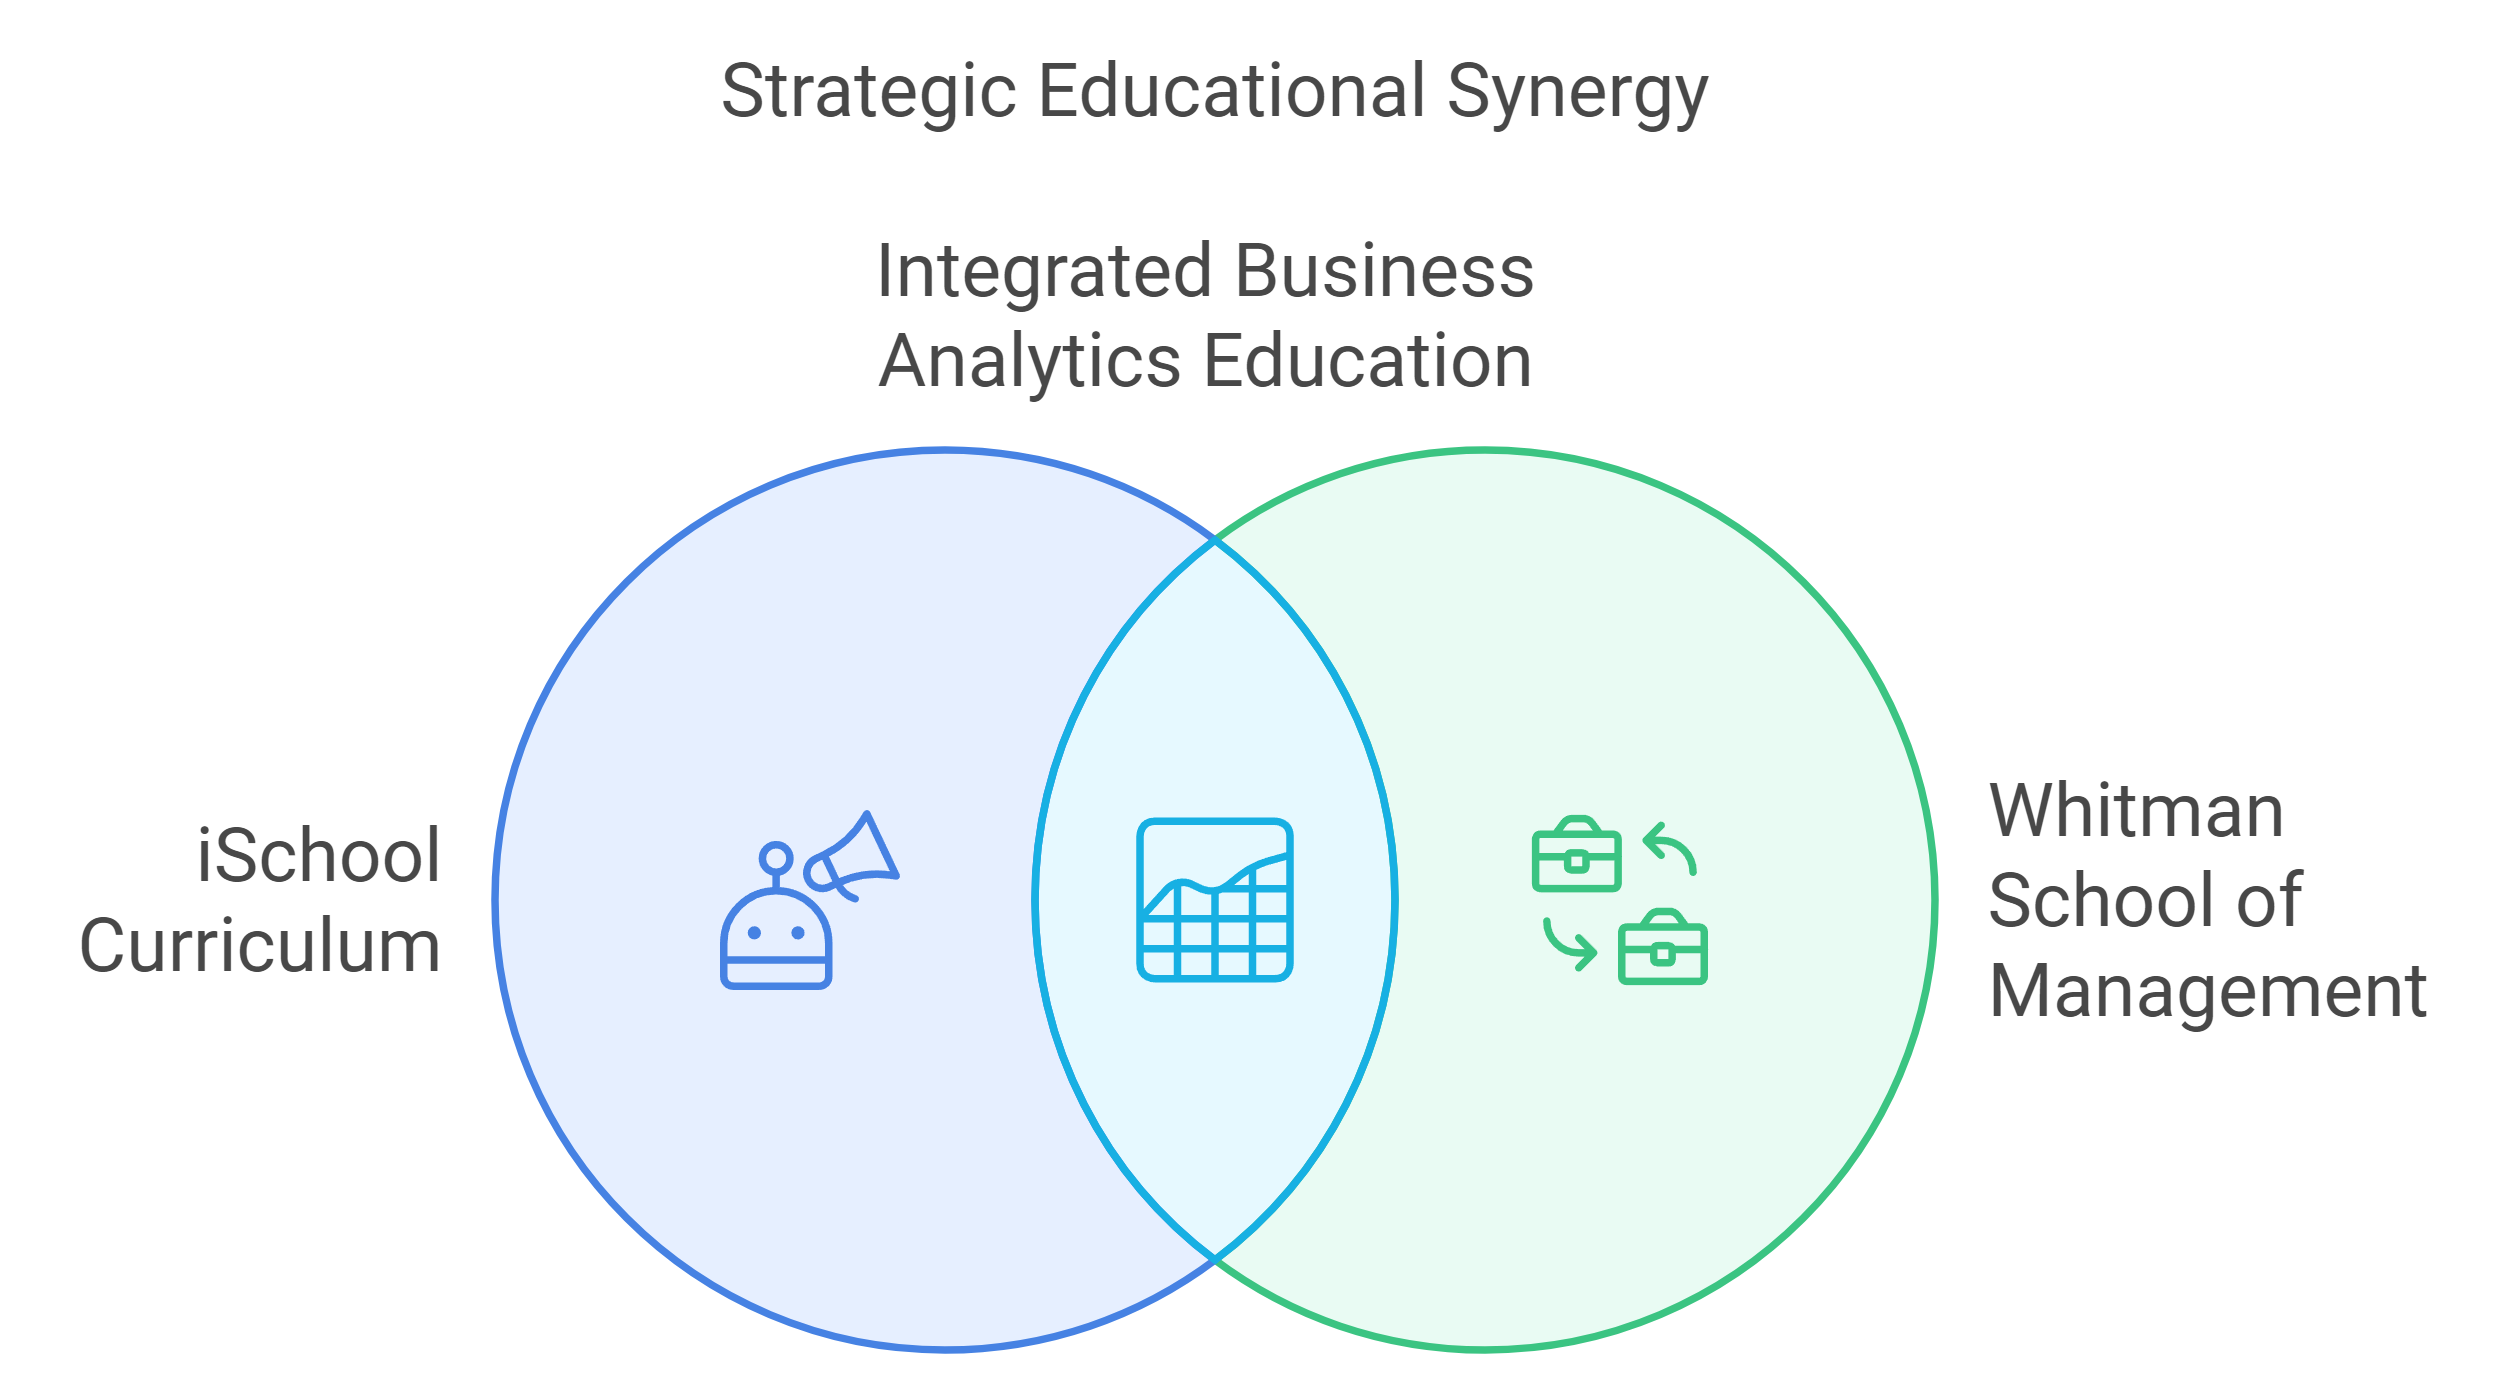 Strategic Educational Synergy
Integrated Business
Analytics Education
iSchool
Curriculum
Whitman
School of
Management